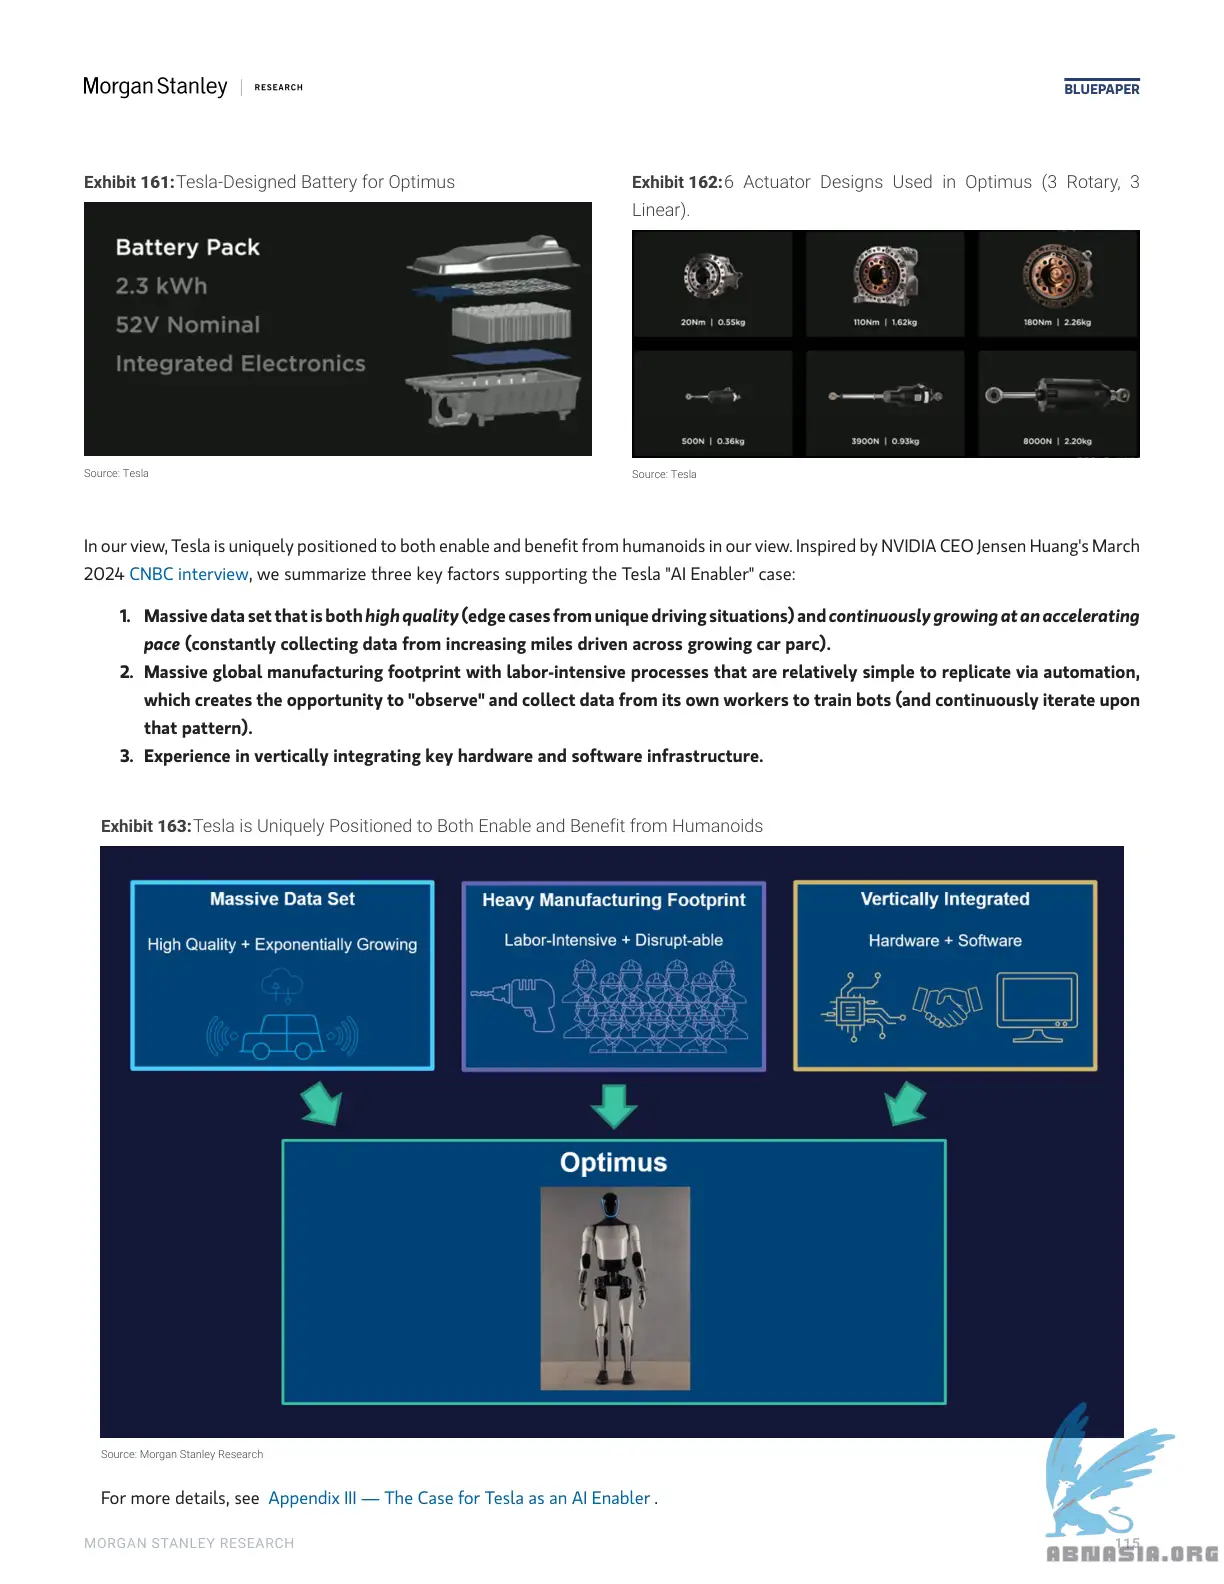 Morgan Stanley | RESEARCH
BLUEPAPER
Exhibit 161: Tesla-Designed Battery for Optimus
Battery Pack
2.3 kWh
52V Nominal
Integrated Electronics
Source: Tesla
Exhibit 162: 6 Actuator Designs Used in Optimus (3 Rotary, 3
Linear).
20Nm | 0.55kg
110Nm | 1.62kg
180Nm | 2.26kg
500N | 0.36kg
3900N | 0.93kg
8000N | 2.20kg
Source: Tesla
In our view, Tesla is uniquely positioned to both enable and benefit from humanoids in our view. Inspired by NVIDIA CEO Jensen Huang's March
2024 CNBC interview, we summarize three key factors supporting the Tesla "AI Enabler" case:
1. Massive data set that is both high quality (edge cases from unique driving situations) and continuously growing at an accelerating
pace (constantly collecting data from increasing miles driven across growing car parc).
2. Massive global manufacturing footprint with labor-intensive processes that are relatively simple to replicate via automation,
which creates the opportunity to "observe" and collect data from its own workers to train bots (and continuously iterate upon
that pattern).
3. Experience in vertically integrating key hardware and software infrastructure.
Exhibit 163: Tesla is Uniquely Positioned to Both Enable and Benefit from Humanoids
Massive Data Set
High Quality + Exponentially Growing
Heavy Manufacturing Footprint
Labor-Intensive + Disrupt-able
Vertically Integrated
Hardware + Software
Optimus
Source: Morgan Stanley Research
For more details, see Appendix III — The Case for Tesla as an AI Enabler .
MORGAN STANLEY RESEARCH
115
ABNASIA.ORG